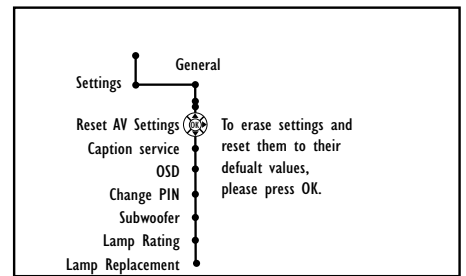 General
Settings
Reset AV Settings OK To erase settings and
Caption service reset them to their
OSD defualt values,
Change PIN please press OK.
Subwoofer
Lamp Rating
Lamp Replacement